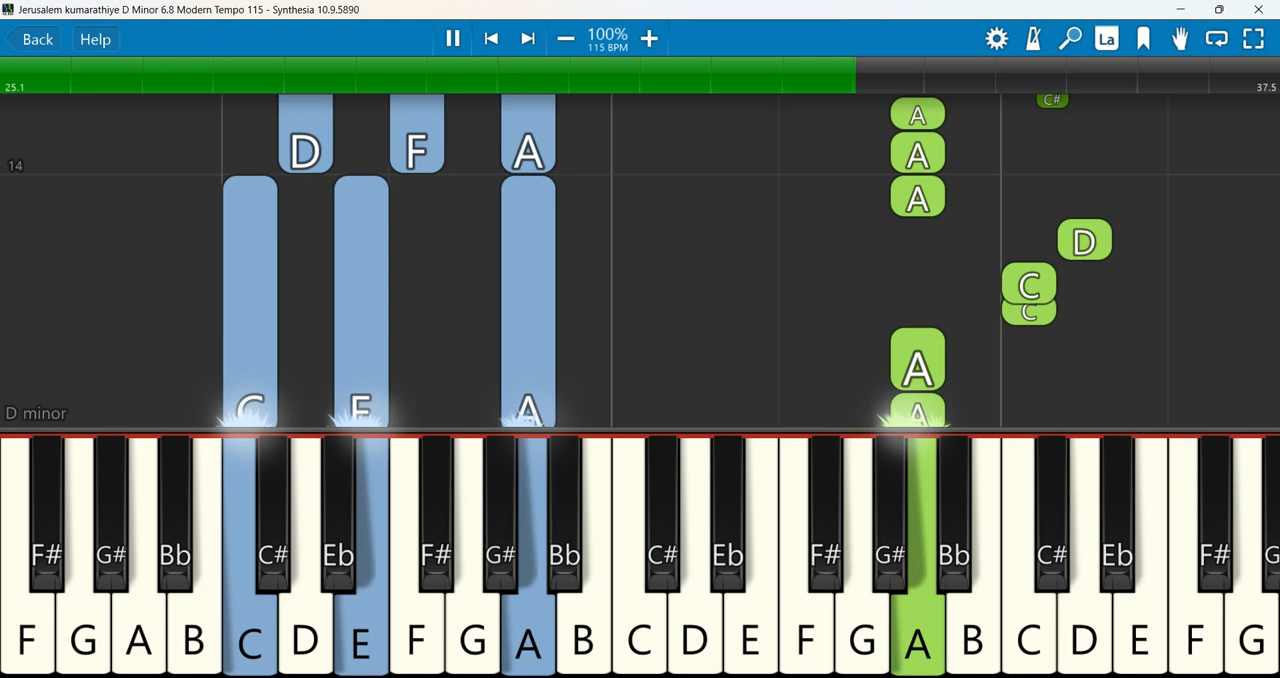 Jerusalem kumarathiye D Minor 6.8 Modern Tempo 115 - Synthesia 10.9.5890
Back Help 100% La
115 BPM
25.1 37.5
C#
A
D F A A
14
A
D
C
C
A
D minor C E A A
F# G# Bb C# Eb F# G# Bb C# Eb F# G# Bb C# Eb F# G
F G A B C D E F G A B C D E F G A B C D E F G